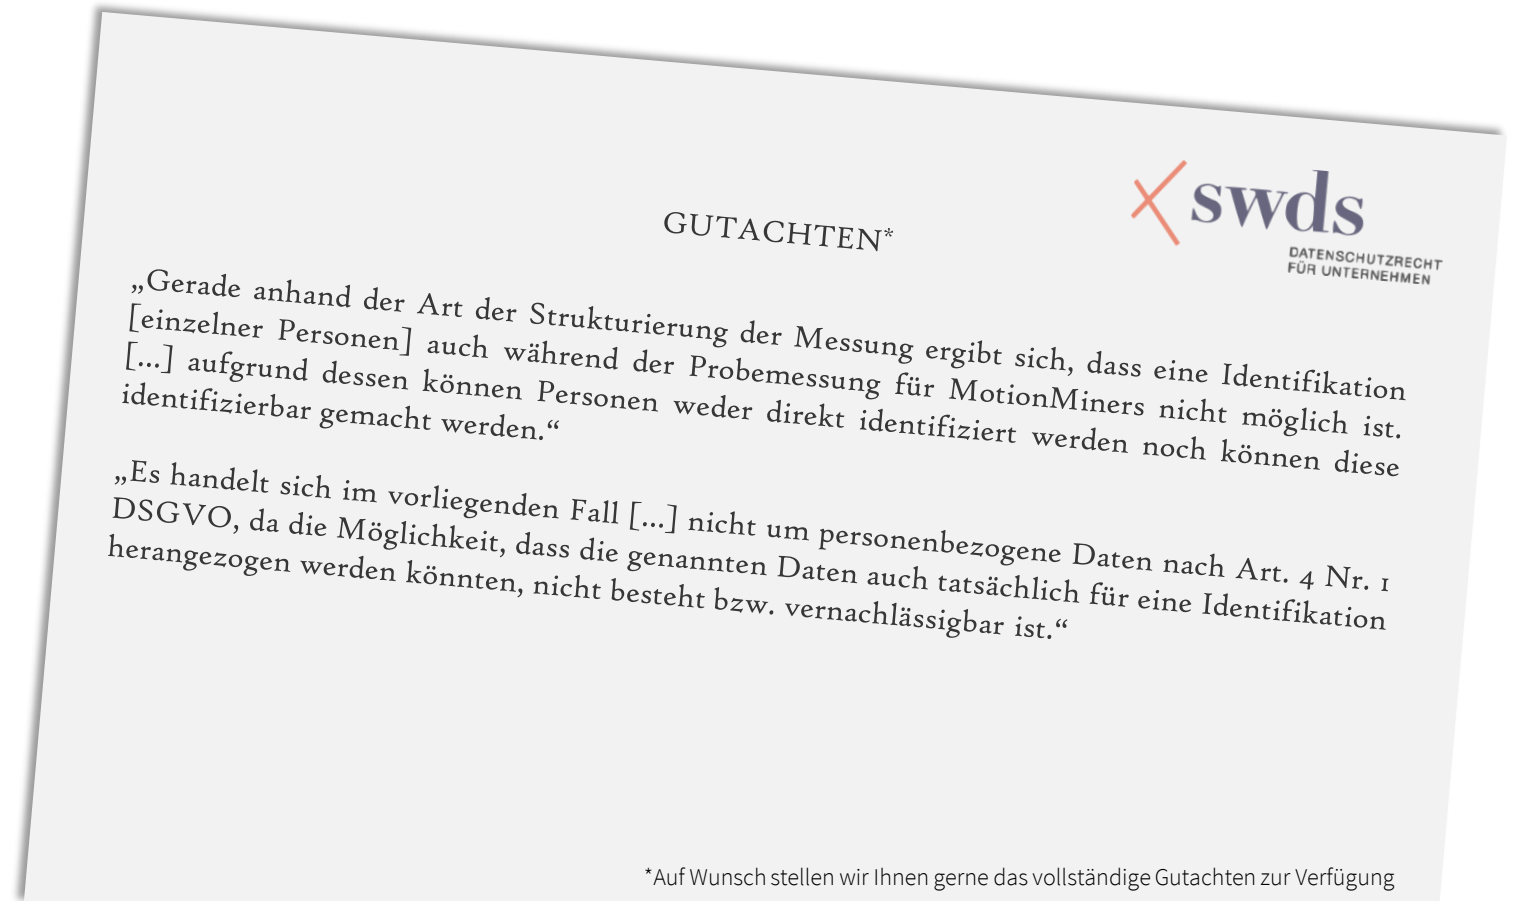 swds
DATENSCHUTZRECHT
FÜR UNTERNEHMEN
GUTACHTEN*
„Gerade anhand der Art der Strukturierung der Messung ergibt sich, dass eine Identifikation
[einzelner Personen] auch während der Probemessung für MotionMiners nicht möglich ist.
[...] aufgrund dessen können Personen weder direkt identifiziert werden noch können diese
identifizierbar gemacht werden.“
„Es handelt sich im vorliegenden Fall [...] nicht um personenbezogene Daten nach Art. 4 Nr. 1
DSGVO, da die Möglichkeit, dass die genannten Daten auch tatsächlich für eine Identifikation
herangezogen werden könnten, nicht besteht bzw. vernachlässigbar ist.“
*Auf Wunsch stellen wir Ihnen gerne das vollständige Gutachten zur Verfügung